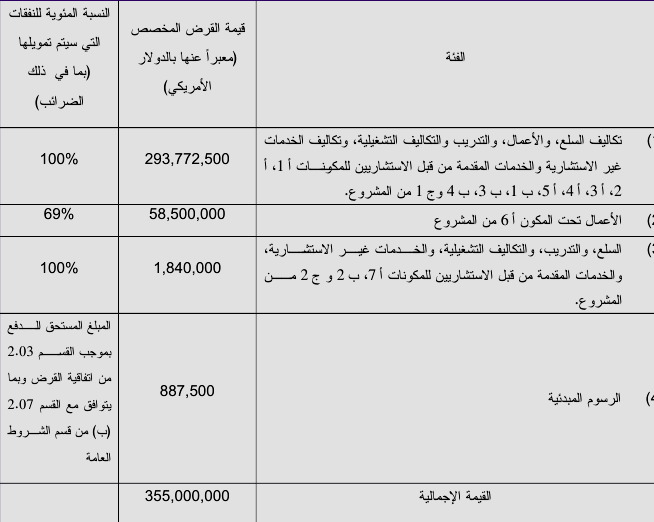 الفئة
قيمة القرض المخصص
(معبراً عنها بالدولار
الأمريكي)
النسبة المئوية للنفقات
التي سيتم تمويلها
(بما في ذلك
الضرائب)
تكاليف السلع، والأعمال، والتدريب والتكاليف التشغيلية، وتكاليف الخدمات
غير الاستشارية والخدمات المقدمة من قبل الاستشاريين للمكونات أ 1، أ
2، أ 3، أ 4، أ 5، ب 1، ب 3، ب 4 وج 1 من المشروع.
293,772,500
100%
(2
الأعمال تحت المكون أ 6 من المشروع
58,500,000
69%
(3
السلع، والتدريب، والتكاليف التشغيلية، والخدمات غير الاستشارية،
والخدمات المقدمة من قبل الاستشاريين للمكونات أ 7، ب 2 و ج 2 من
المشروع.
1,840,000
100%
(4
الرسوم المبدئية
887,500
المبلغ المستحق للدفع
بموجب القسم 2.03
من اتفاقية القرض وبما
يتوافق مع القسم 2.07
(ب) من قسم الشروط
العامة
القيمة الإجمالية
355,000,000